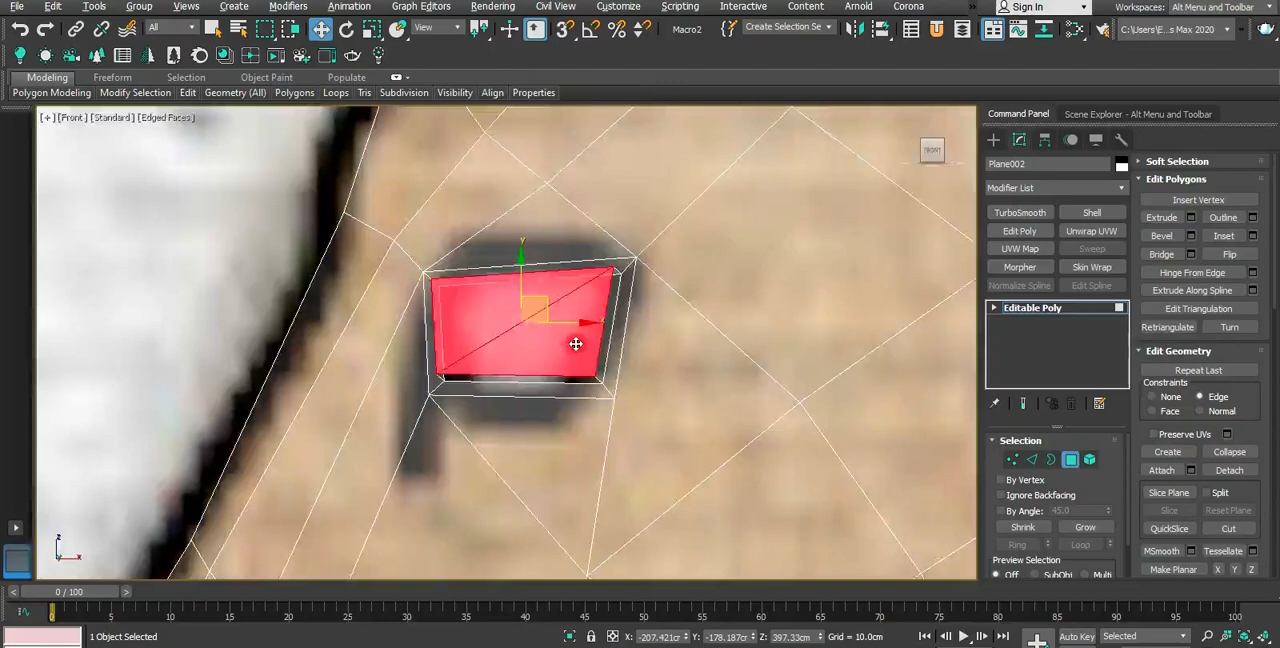 File Edit Tools Group Views Create Modifiers Animation Graph Editors Rendering Civil View Customize Scripting Interactive Content Arnold Corona » Sign In Workspaces: Alt Menu and Toolbar
All View Macro2 Create Selection Se C:\Users\E...s Max 2020
Modeling Freeform Selection Object Paint Populate
Polygon Modeling Modify Selection Edit Geometry (All) Polygons Loops Tris Subdivision Visibility Align Properties
[+] [Front] [Standard] [Edged Faces]
FRONT
y
z
x
Command Panel Scene Explorer - Alt Menu and Toolbar
Plane002
Modifier List
TurboSmooth Shell
Edit Poly Unwrap UVW
UVW Map Sweep
Morpher Skin Wrap
Normalize Spline Edit Spline
Editable Poly
Selection
By Vertex
Ignore Backfacing
By Angle: 45.0
Shrink Grow
Ring Loop
Preview Selection
Off SubObj Multi
Soft Selection
Edit Polygons
Insert Vertex
Extrude Outline
Bevel Inset
Bridge Flip
Hinge From Edge
Extrude Along Spline
Edit Triangulation
Retriangulate Turn
Edit Geometry
Repeat Last
Constraints
None Edge
Face Normal
Preserve UVs
Create Collapse
Attach Detach
Slice Plane Split
Slice Reset Plane
QuickSlice Cut
MSmooth Tessellate
Make Planar X Y Z
< 0 / 100 >
0 5 10 15 20 25 30 35 40 45 50 55 60 65 70 75 80 85 90 95 100
1 Object Selected X: -207.421cr Y: -178.187cr Z: 397.33cm Grid = 10.0cm Auto Key Selected